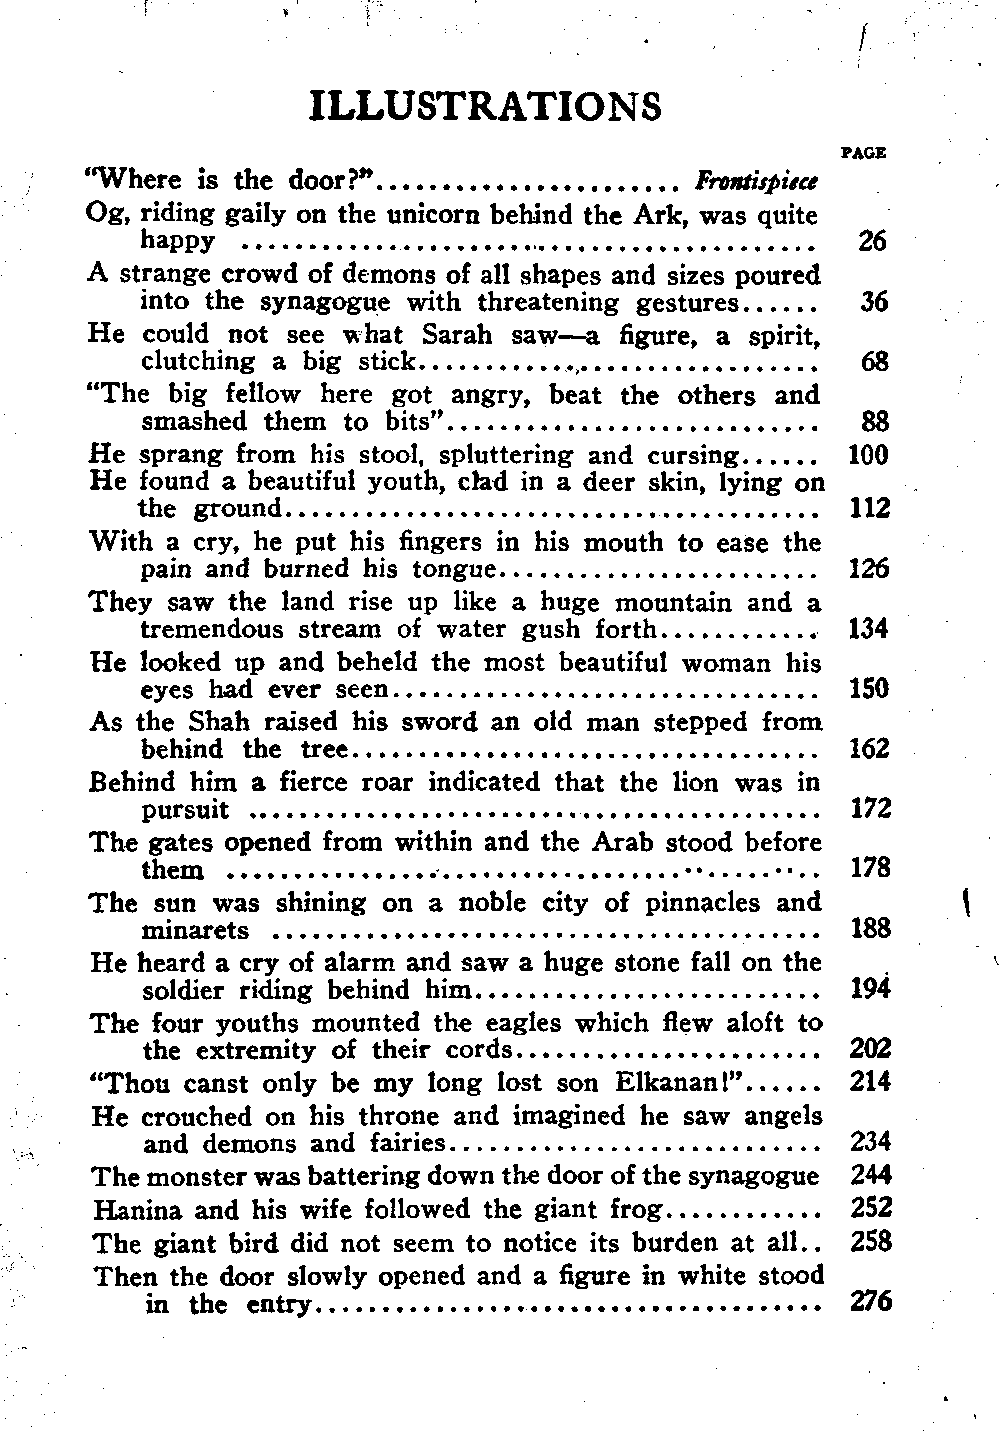 ILLUSTRATIONS
PAGE
"Where is the door?"....................... Frontispiece
Og, riding gaily on the unicorn behind the Ark, was quite
happy ........................................... 26
A strange crowd of demons of all shapes and sizes poured
into the synagogue with threatening gestures...... 36
He could not see what Sarah saw—a figure, a spirit,
clutching a big stick.............................. 68
"The big fellow here got angry, beat the others and
smashed them to bits"............................ 88
He sprang from his stool, spluttering and cursing...... 100
He found a beautiful youth, clad in a deer skin, lying on
the ground........................................ 112
With a cry, he put his fingers in his mouth to ease the
pain and burned his tongue........................ 126
They saw the land rise up like a huge mountain and a
tremendous stream of water gush forth............ 134
He looked up and beheld the most beautiful woman his
eyes had ever seen................................ 150
As the Shah raised his sword an old man stepped from
behind the tree................................... 162
Behind him a fierce roar indicated that the lion was in
pursuit ........................................... 172
The gates opened from within and the Arab stood before
them ............................................. 178
The sun was shining on a noble city of pinnacles and
minarets ......................................... 188
He heard a cry of alarm and saw a huge stone fall on the
soldier riding behind him.......................... 194
The four youths mounted the eagles which flew aloft to
the extremity of their cords....................... 202
"Thou canst only be my long lost son Elkanan!"...... 214
He crouched on his throne and imagined he saw angels
and demons and fairies............................ 234
The monster was battering down the door of the synagogue 244
Hanina and his wife followed the giant frog............ 252
The giant bird did not seem to notice its burden at all.. 258
Then the door slowly opened and a figure in white stood
in the entry...................................... 276